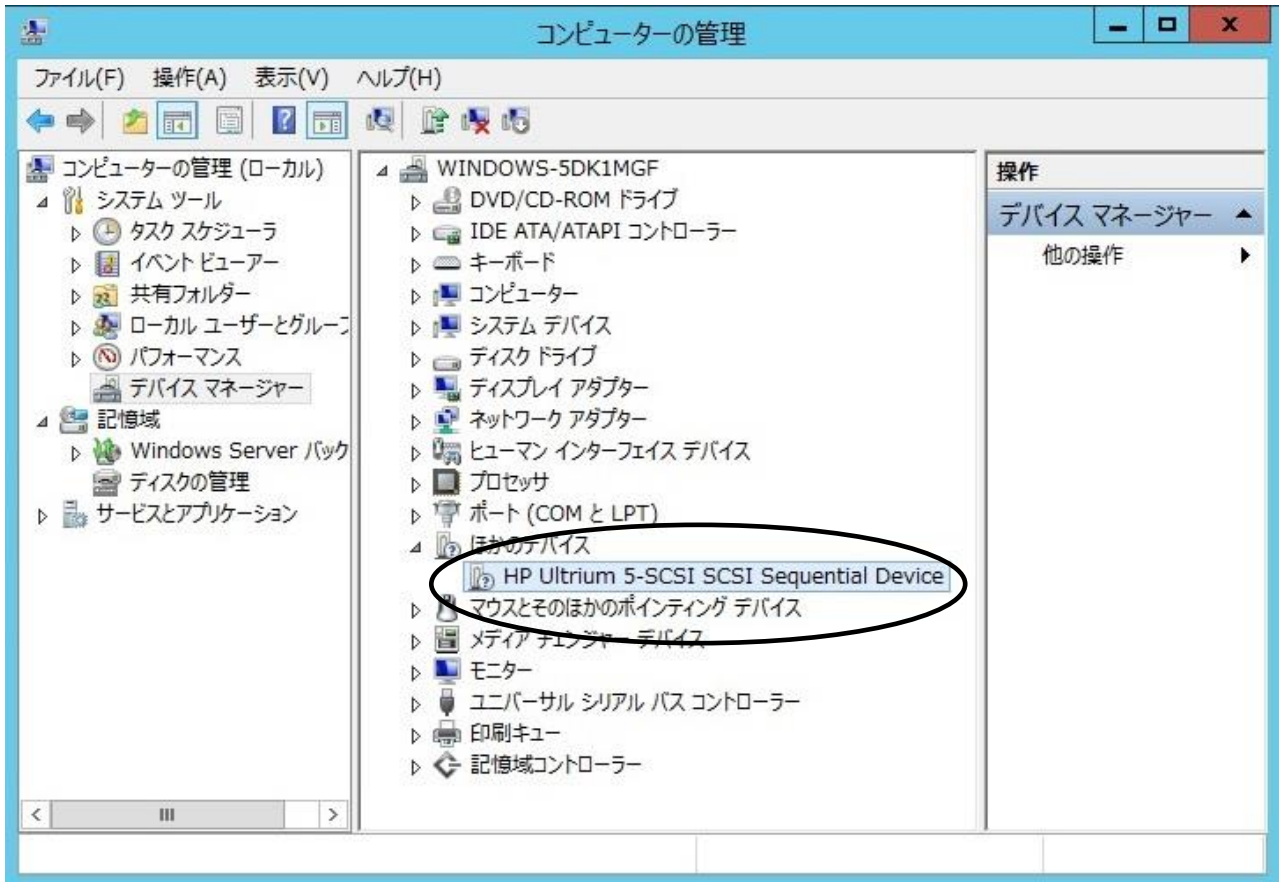 コンピューターの管理
ファイル(F) 操作(A) 表示(V) ヘルプ(H)
コンピューターの管理 (ローカル)
システム ツール
タスク スケジューラ
イベント ビューアー
共有フォルダー
ローカル ユーザーとグループ
パフォーマンス
デバイス マネージャー
記憶域
Windows Server バック
ディスクの管理
サービスとアプリケーション
WINDOWS-5DK1MGF
DVD/CD-ROM ドライブ
IDE ATA/ATAPI コントローラー
キーボード
コンピューター
システム デバイス
ディスク ドライブ
ディスプレイ アダプター
ネットワーク アダプター
ヒューマン インターフェイス デバイス
プロセッサ
ポート (COM と LPT)
ほかのデバイス
HP Ultrium 5-SCSI SCSI Sequential Device
マウスとそのほかのポインティング デバイス
メディア チェンジャー デバイス
モニター
ユニバーサル シリアル バス コントローラー
印刷キュー
記憶域コントローラー
操作
デバイス マネージャー
他の操作